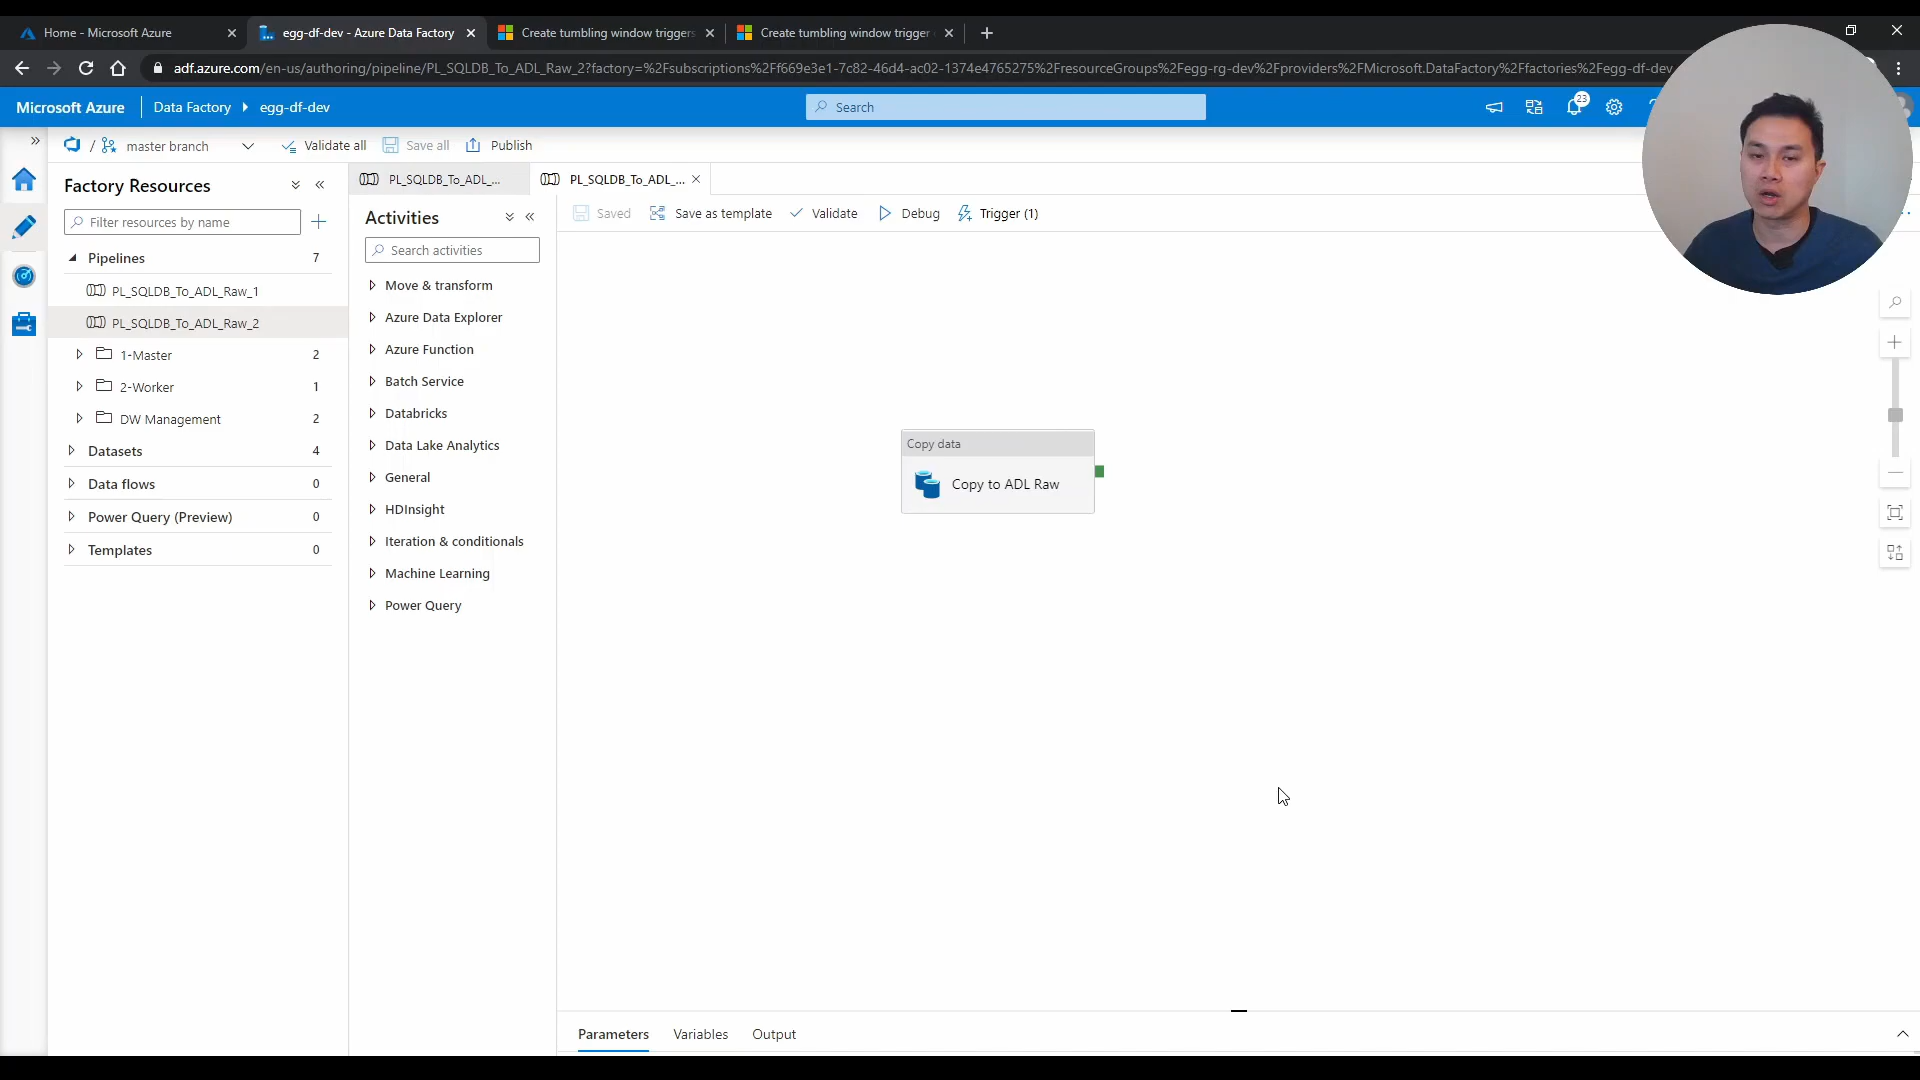 Home - Microsoft Azure
egg-df-dev - Azure Data Factory
Create tumbling window triggers
Create tumbling window trigger
adf.azure.com/en-us/authoring/pipeline/PL_SQLDB_To_ADL_Raw_2?factory=%2Fsubscriptions%2Ff669e3e1-7c82-46d4-ac02-1374e4765275%2FresourceGroups%2Fegg-rg-dev%2Fproviders%2FMicrosoft.DataFactory%2Ffactories%2Fegg-df-dev
Microsoft Azure
Data Factory
egg-df-dev
Search
23
/
master branch
Validate all
Save all
Publish
Factory Resources
Filter resources by name
Pipelines 7
PL_SQLDB_To_ADL_Raw_1
PL_SQLDB_To_ADL_Raw_2
1-Master 2
2-Worker 1
DW Management 2
Datasets 4
Data flows 0
Power Query (Preview) 0
Templates 0
PL_SQLDB_To_ADL_...
PL_SQLDB_To_ADL_...
Activities
Search activities
Move & transform
Azure Data Explorer
Azure Function
Batch Service
Databricks
Data Lake Analytics
General
HDInsight
Iteration & conditionals
Machine Learning
Power Query
Saved
Save as template
Validate
Debug
Trigger (1)
Copy data
Copy to ADL Raw
Parameters
Variables
Output